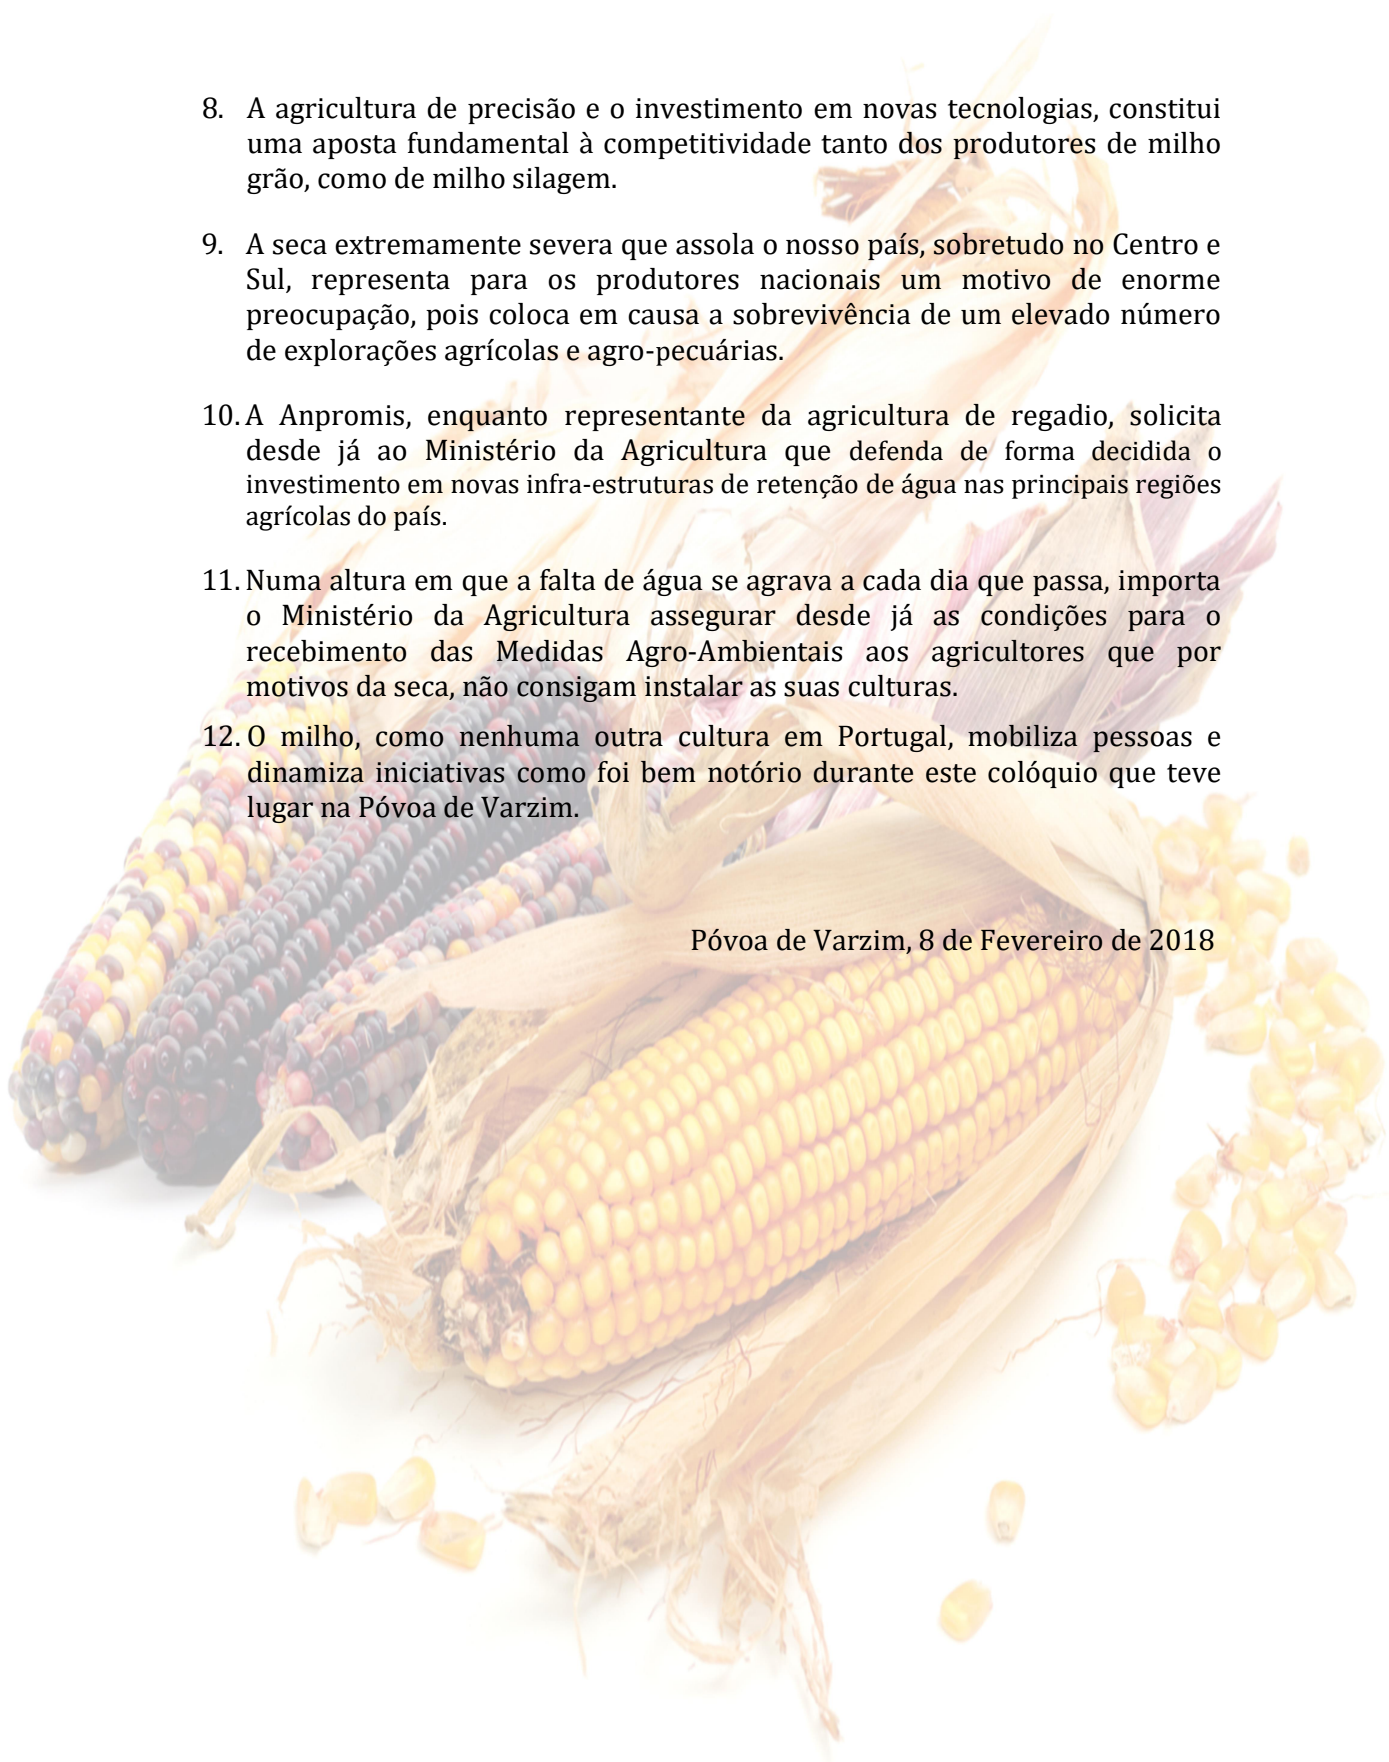 8. A agricultura de precisão e o investimento em novas tecnologias, constitui
uma aposta fundamental à competitividade tanto dos produtores de milho
grão, como de milho silagem.
9. A seca extremamente severa que assola o nosso país, sobretudo no Centro e
Sul, representa para os produtores nacionais um motivo de enorme
preocupação, pois coloca em causa a sobrevivência de um elevado número
de explorações agrícolas e agro-pecuárias.
10. A Anpromis, enquanto representante da agricultura de regadio, solicita
desde já ao Ministério da Agricultura que defenda de forma decidida o
investimento em novas infra-estruturas de retenção de água nas principais regiões
agrícolas do país.
11. Numa altura em que a falta de água se agrava a cada dia que passa, importa
o Ministério da Agricultura assegurar desde já as condições para o
recebimento das Medidas Agro-Ambientais aos agricultores que por
motivos da seca, não consigam instalar as suas culturas.
12. O milho, como nenhuma outra cultura em Portugal, mobiliza pessoas e
dinamiza iniciativas como foi bem notório durante este colóquio que teve
lugar na Póvoa de Varzim.
Póvoa de Varzim, 8 de Fevereiro de 2018